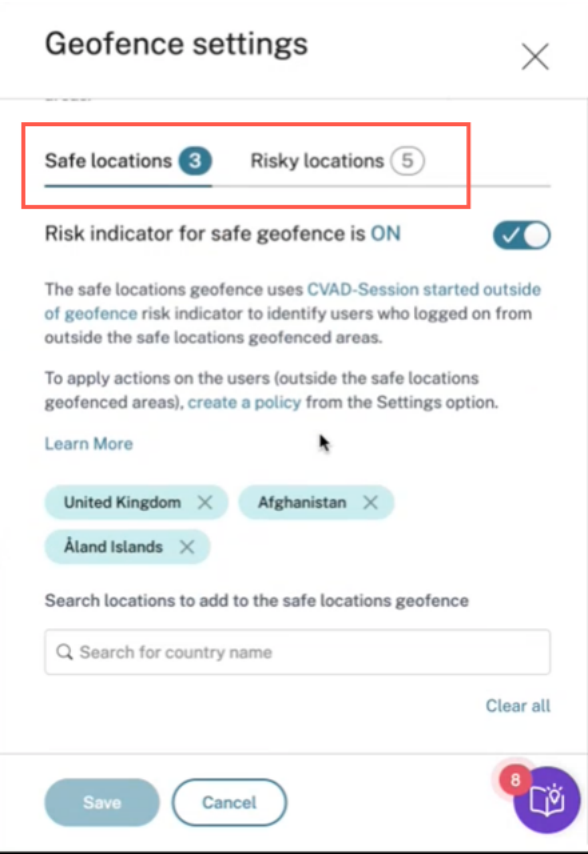 Geofence settings
Safe locations 3 Risky locations 5
Risk indicator for safe geofence is ON
The safe locations geofence uses CVAD-Session started outside
of geofence risk indicator to identify users who logged on from
outside the safe locations geofenced areas.
To apply actions on the users (outside the safe locations
geofenced areas), create a policy from the Settings option.
Learn More
United Kingdom Afghanistan
Åland Islands
Search locations to add to the safe locations geofence
Search for country name
Clear all
Save Cancel
8